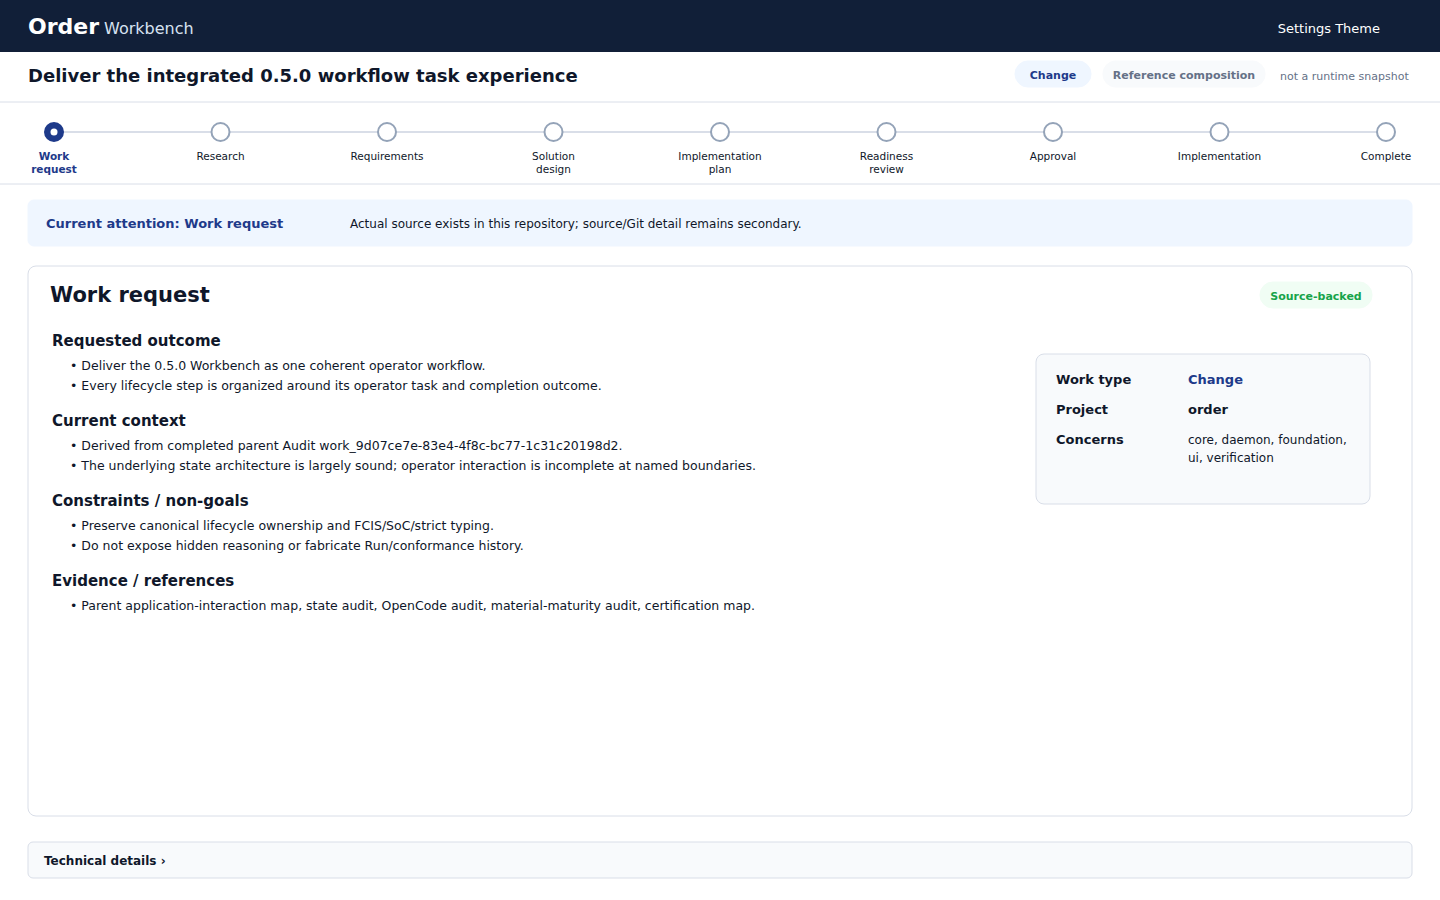 Order Workbench
Settings Theme
Deliver the integrated 0.5.0 workflow task experience
Change
Reference composition
not a runtime snapshot
Work
request
Research
Requirements
Solution
design
Implementation
plan
Readiness
review
Approval
Implementation
Complete
Current attention: Work request
Actual source exists in this repository; source/Git detail remains secondary.
Work request
Source-backed
Requested outcome
• Deliver the 0.5.0 Workbench as one coherent operator workflow.
• Every lifecycle step is organized around its operator task and completion outcome.
Current context
• Derived from completed parent Audit work_9d07ce7e-83e4-4f8c-bc77-1c31c20198d2.
• The underlying state architecture is largely sound; operator interaction is incomplete at named boundaries.
Constraints / non-goals
• Preserve canonical lifecycle ownership and FCIS/SoC/strict typing.
• Do not expose hidden reasoning or fabricate Run/conformance history.
Evidence / references
• Parent application-interaction map, state audit, OpenCode audit, material-maturity audit, certification map.
Work type Change
Project order
Concerns core, daemon, foundation,
ui, verification
Technical details ›